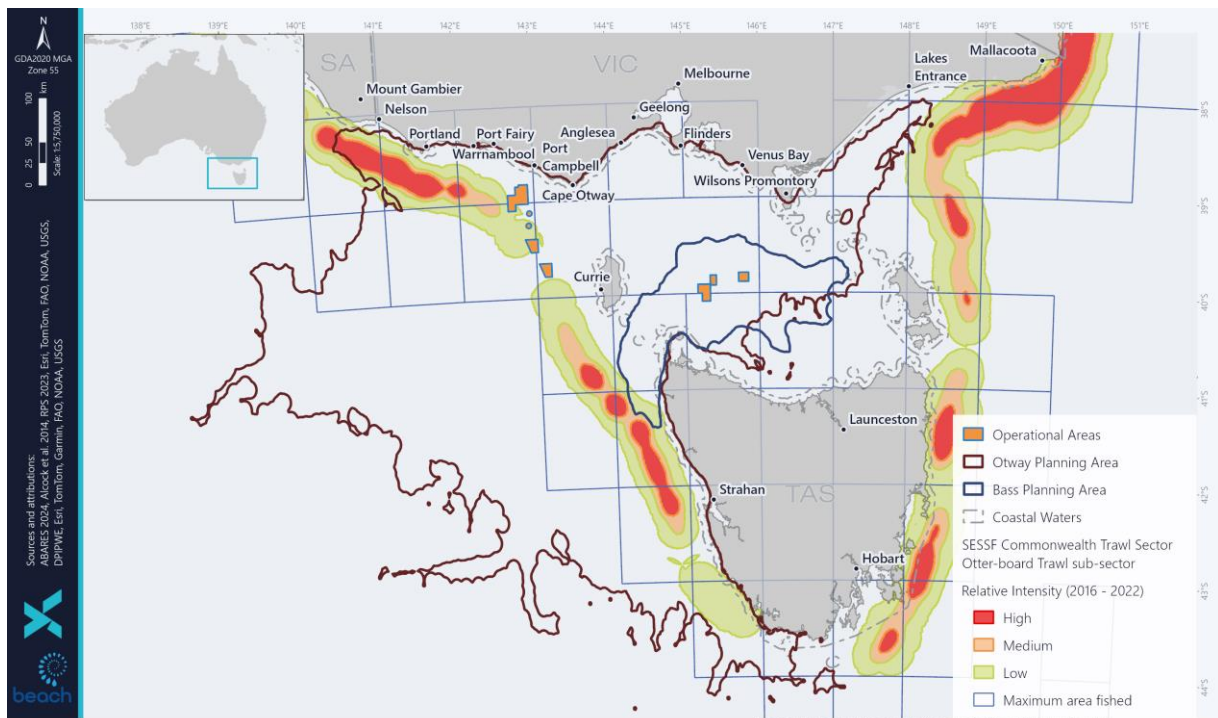 138°E 139°E 140°E 141°E 142°E 143°E 144°E 145°E 146°E 147°E 148°E 149°E 150°E 151°E
N
GDA2020 MGA
Zone 55
0 25 50 100
km
Scale: 1:5,750,000
SA
VIC
TAS
Mount Gambier
Nelson
Portland
Port Fairy
Warrnambool
Port
Campbell
Cape Otway
Anglesea
Geelong
Melbourne
Flinders
Venus Bay
Wilsons Promontory
Lakes
Entrance
Mallacoota
Currie
Launceston
Strahan
Hobart
38°S
39°S
40°S
41°S
42°S
43°S
44°S
Operational Areas
Otway Planning Area
Bass Planning Area
Coastal Waters
SESSF Commonwealth Trawl Sector
Otter-board Trawl sub-sector
Relative Intensity (2016 - 2022)
High
Medium
Low
Maximum area fished
Sources and attributions:
ABARES 2024, Alcock et al. 2014, RPS 2023, Esri, TomTom, FAO, NOAA, USGS,
DPIPWE, Esri, TomTom, Garmin, FAO, NOAA, USGS
beach